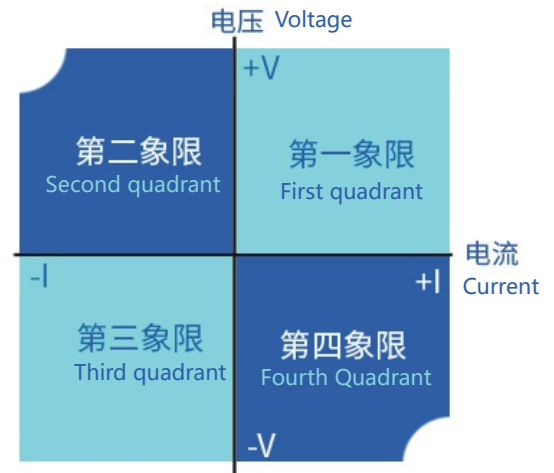 电压 Voltage
+V
第二象限
Second quadrant
第一象限
First quadrant
电流
Current
-I
+I
第三象限
Third quadrant
第四象限
Fourth Quadrant
-V